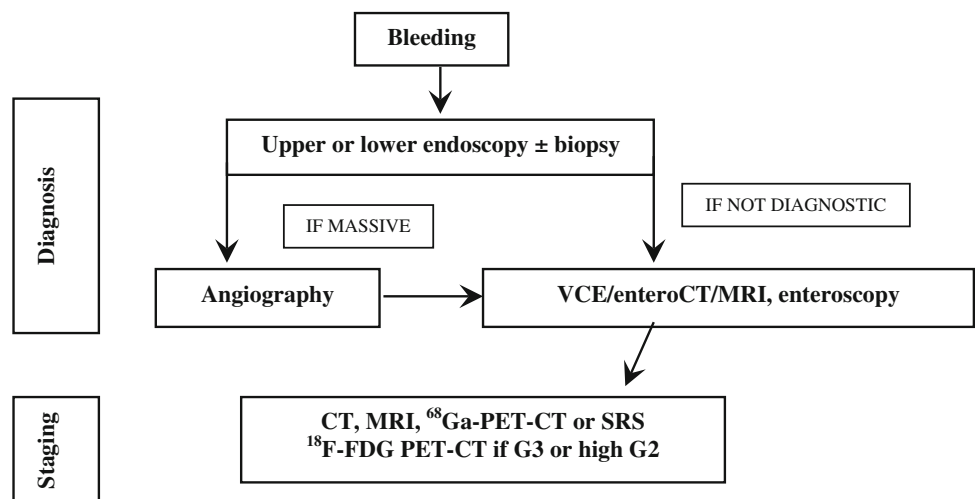 Bleeding
Diagnosis
Upper or lower endoscopy ± biopsy
IF MASSIVE
IF NOT DIAGNOSTIC
Angiography
VCE/enteroCT/MRI, enteroscopy
Staging
CT, MRI, ⁶⁸Ga-PET-CT or SRS
¹⁸F-FDG PET-CT if G3 or high G2